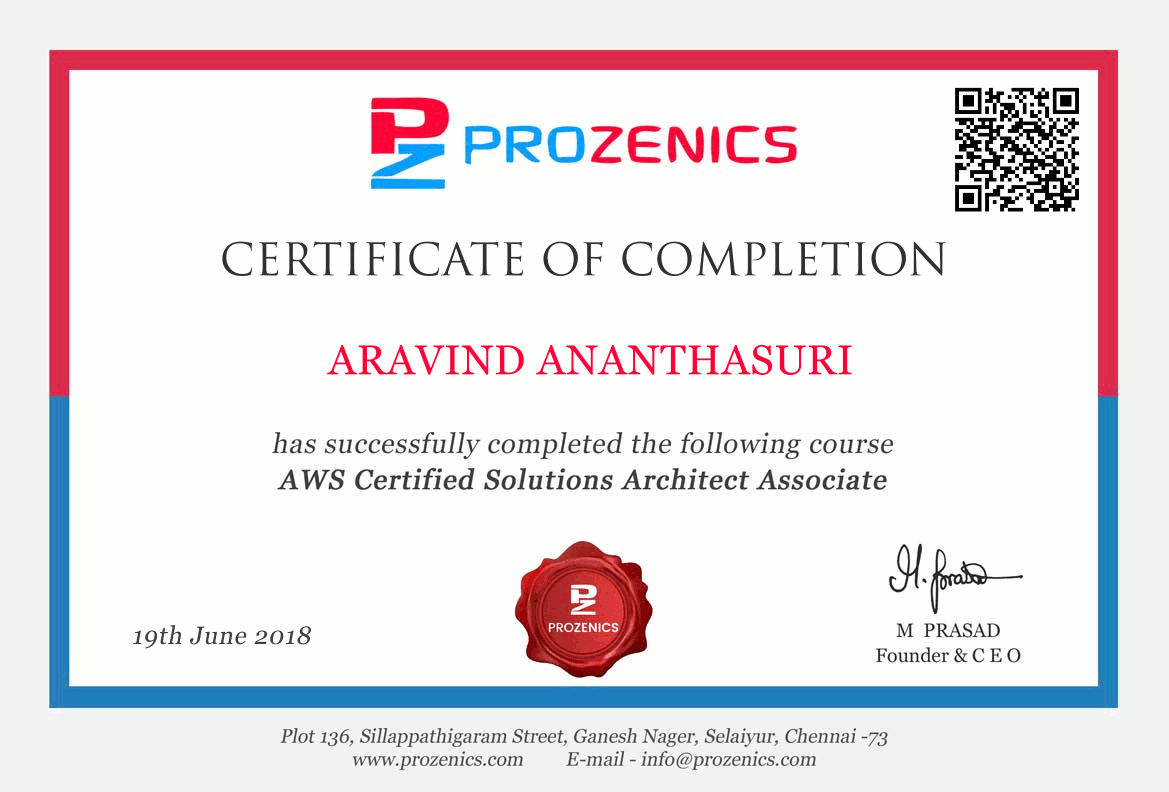 PZ PROZENICS
CERTIFICATE OF COMPLETION
ARAVIND ANANTHASURI
has successfully completed the following course
AWS Certified Solutions Architect Associate
PZ
PROZENICS
19th June 2018
M. Prasad
M PRASAD
Founder & C E O
Plot 136, Sillappathigaram Street, Ganesh Nager, Selaiyur, Chennai -73
www.prozenics.com E-mail - info@prozenics.com